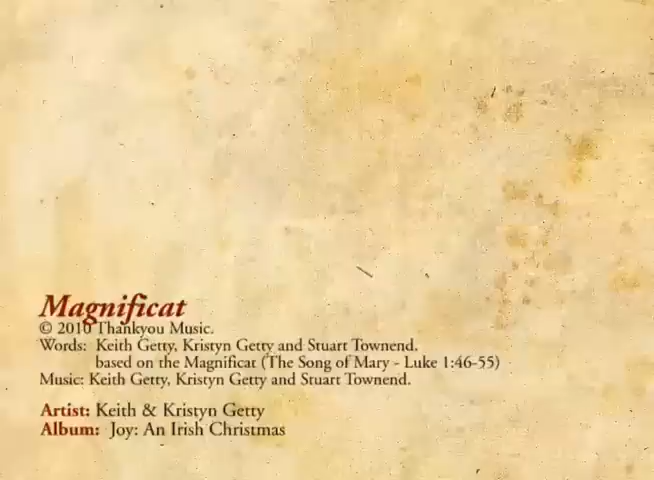 Magnificat
© 2010 Thankyou Music.
Words: Keith Getty, Kristyn Getty and Stuart Townend.
based on the Magnificat (The Song of Mary - Luke 1:46-55)
Music: Keith Getty, Kristyn Getty and Stuart Townend.
Artist: Keith & Kristyn Getty
Album: Joy: An Irish Christmas